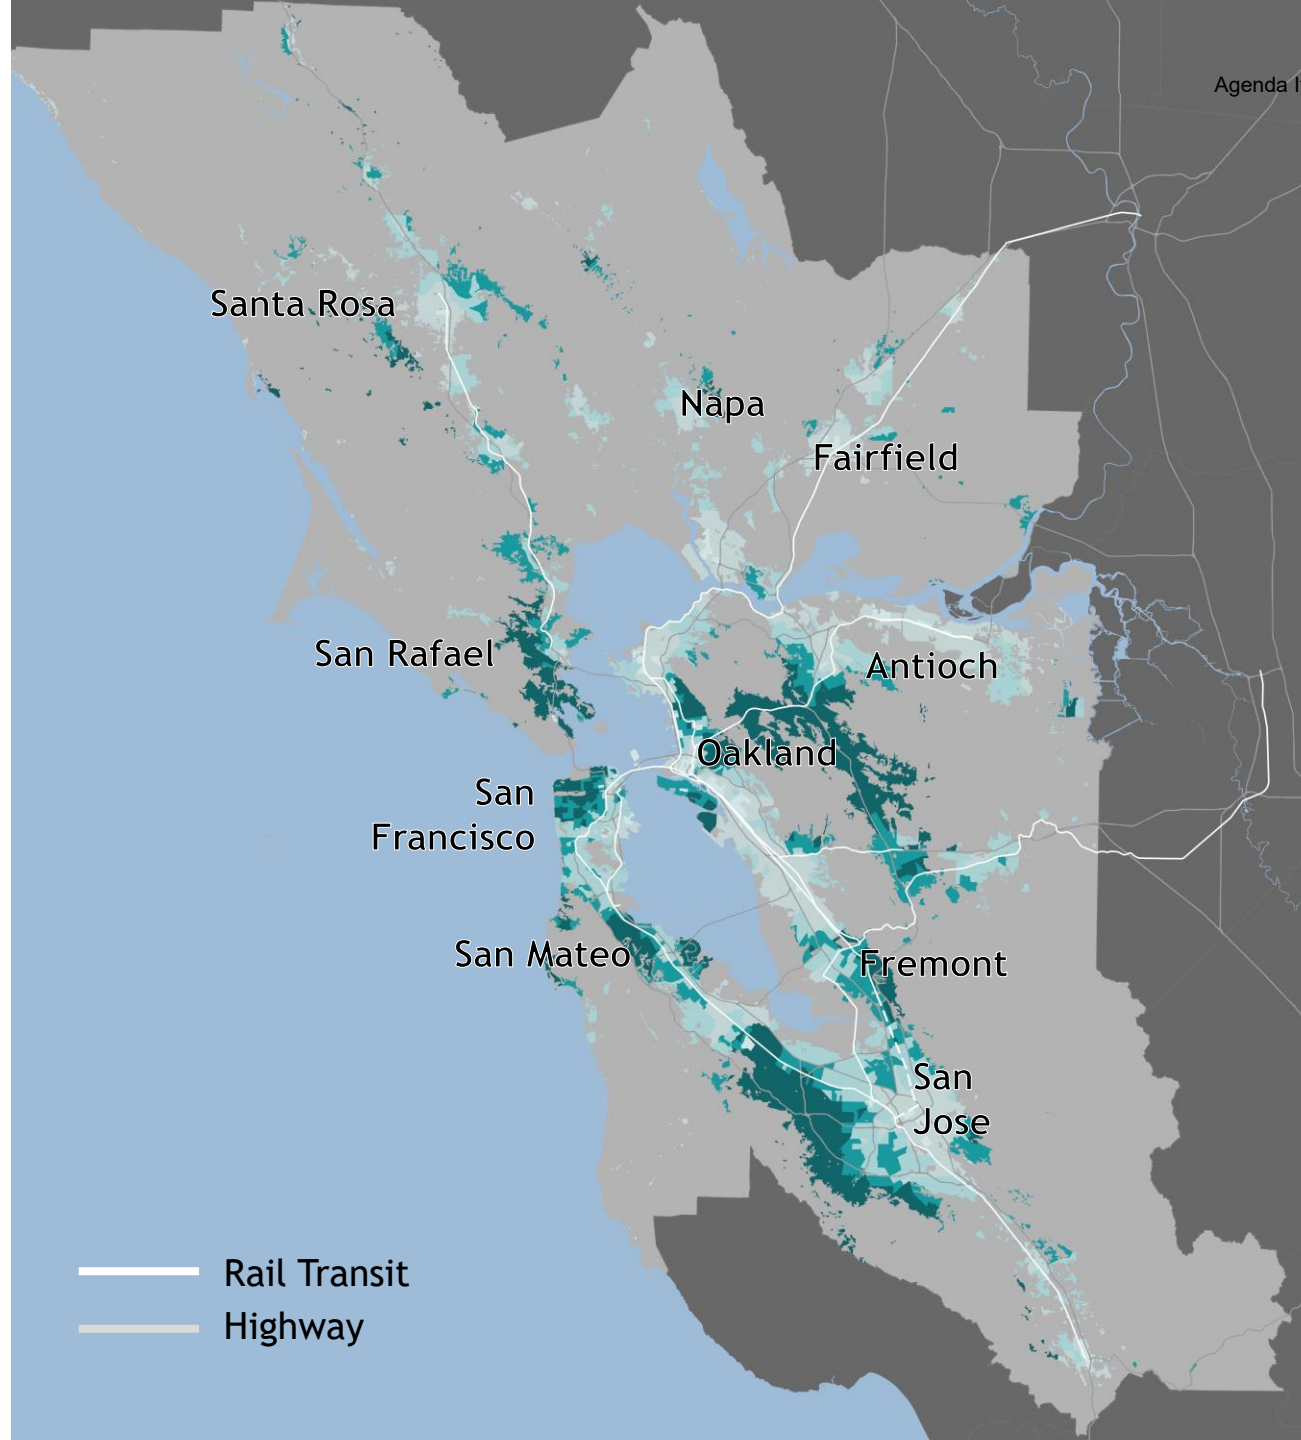 Agenda I
Santa Rosa
Napa
Fairfield
San Rafael
Antioch
Oakland
San
Francisco
San Mateo
Fremont
San
Jose
Rail Transit
Highway